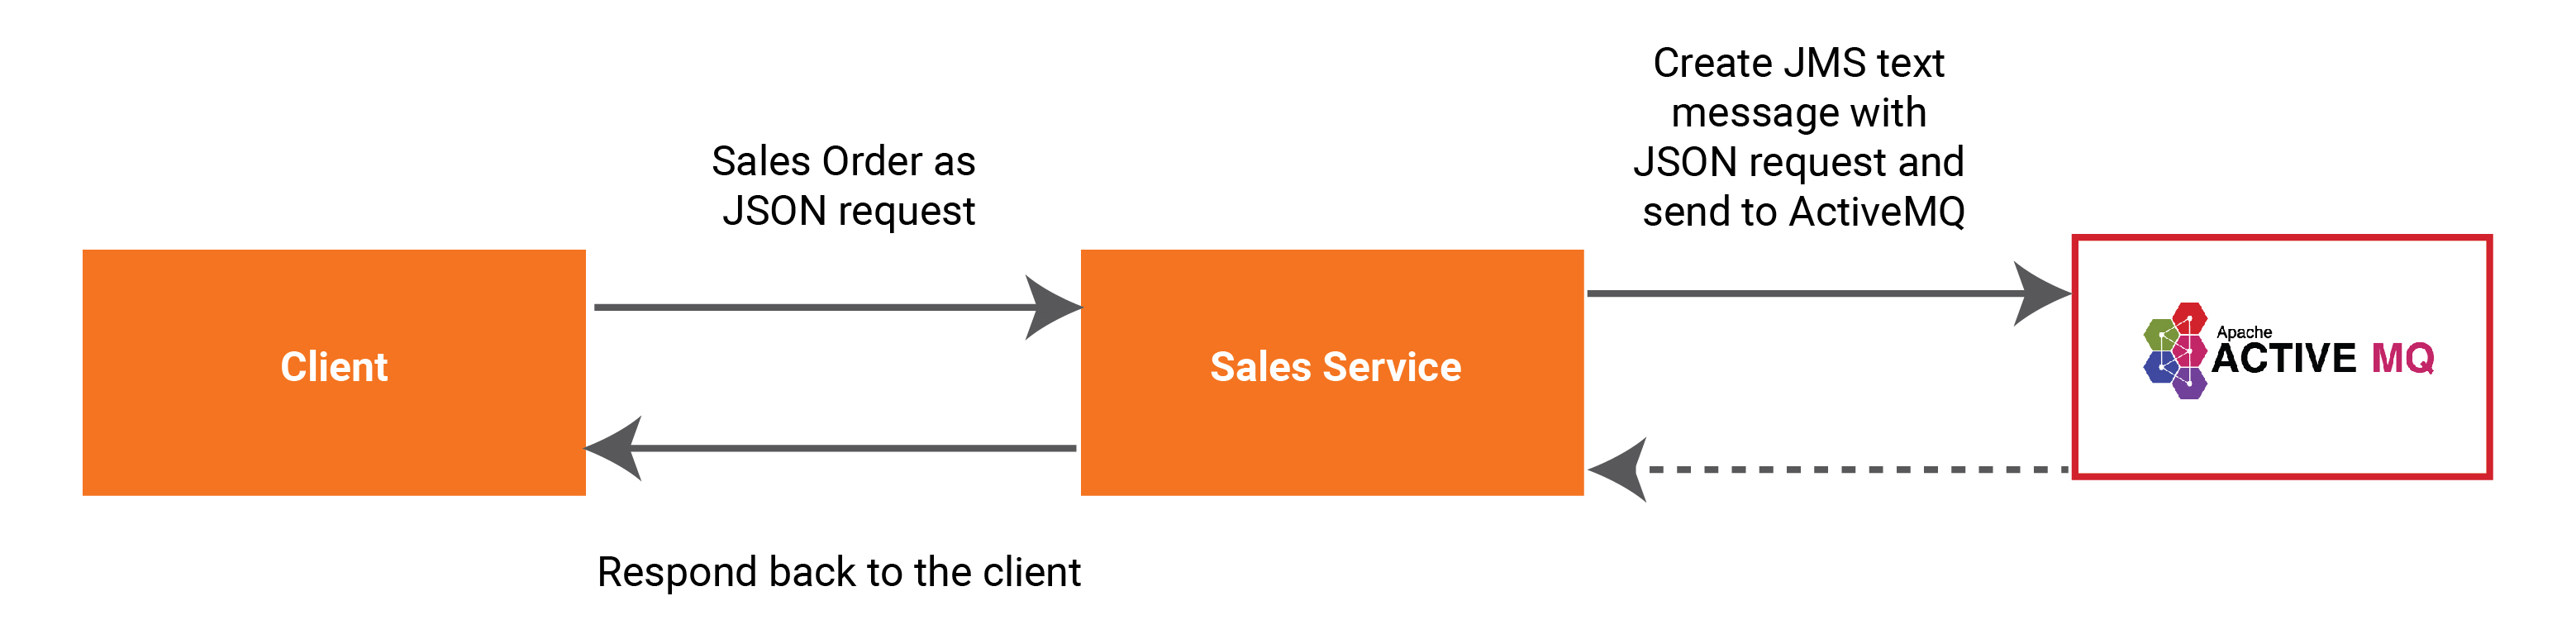 Create JMS text
message with
JSON request and
send to ActiveMQ
Sales Order as
JSON request
Client
Sales Service
Apache
ACTIVE MQ
Respond back to the client